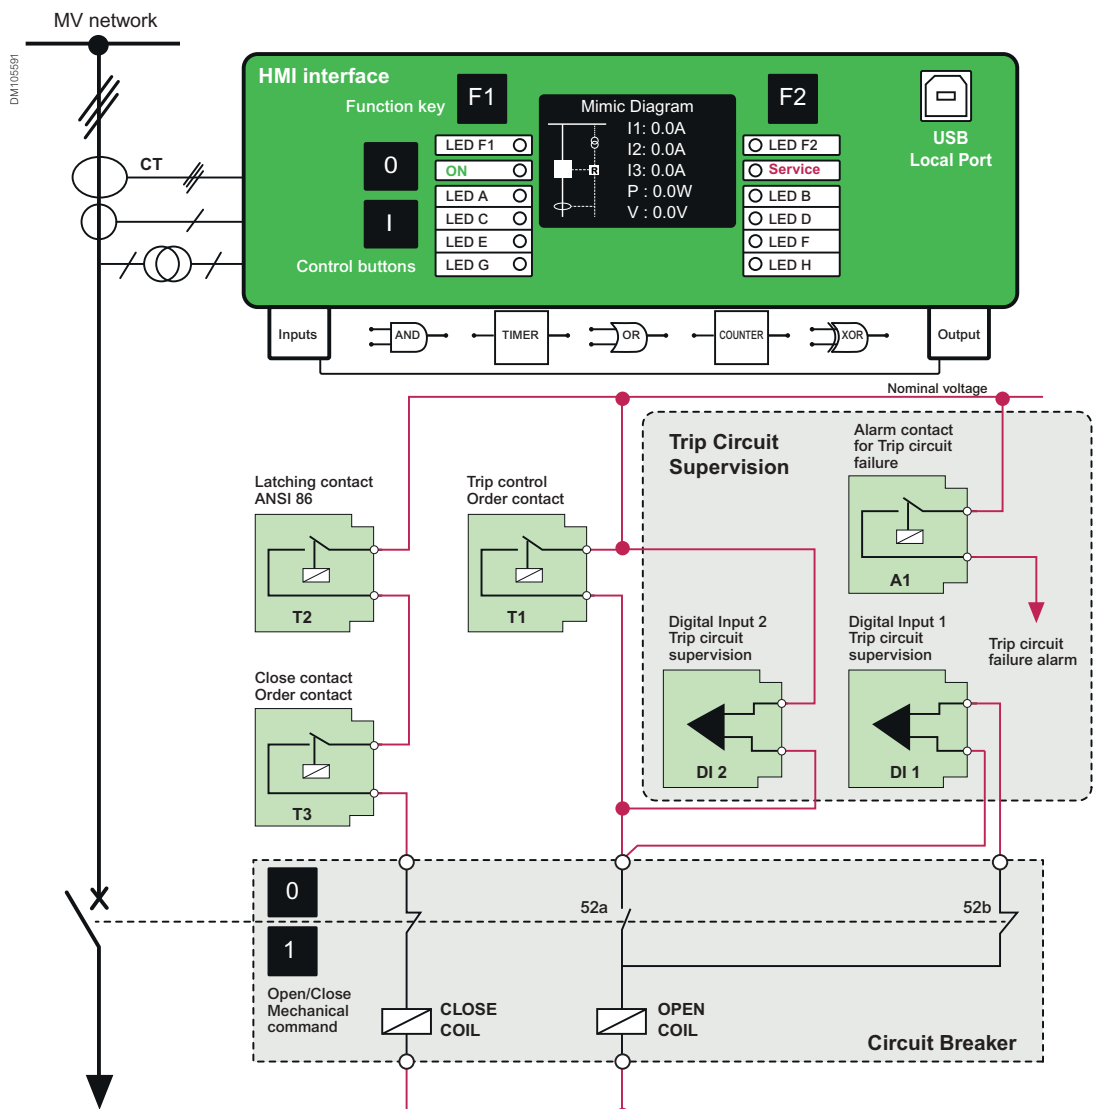 MV network
DM105591
HMI interface
Function key
F1
Mimic Diagram
I1: 0.0A
I2: 0.0A
I3: 0.0A
P : 0.0W
V : 0.0V
R
F2
USB
Local Port
CT
0
I
Control buttons
LED F1
ON
LED A
LED C
LED E
LED G
LED F2
Service
LED B
LED D
LED F
LED H
Inputs
AND
TIMER
OR
COUNTER
XOR
Output
Nominal voltage
Trip Circuit
Supervision
Alarm contact
for Trip circuit
failure
A1
Latching contact
ANSI 86
T2
Trip control
Order contact
T1
Digital Input 2
Trip circuit
supervision
DI 2
Digital Input 1
Trip circuit
supervision
DI 1
Trip circuit
failure alarm
Close contact
Order contact
T3
0
1
Open/Close
Mechanical
command
52a
52b
CLOSE
COIL
OPEN
COIL
Circuit Breaker